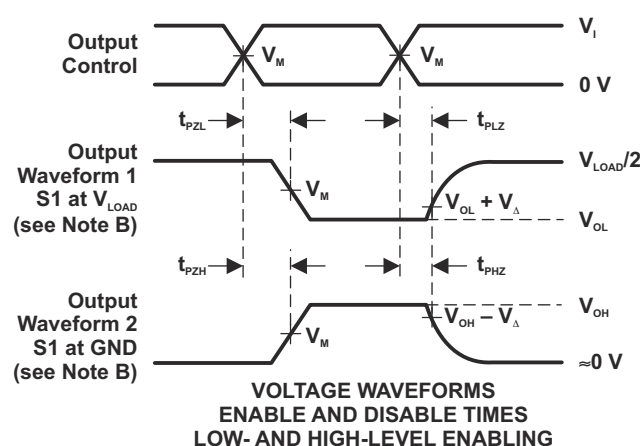 Output
Control
V_M
V_M
V_I
0 V
t_PZL
t_PLZ
Output
Waveform 1
S1 at V_LOAD
(see Note B)
V_M
V_LOAD/2
V_OL + V_Δ
V_OL
t_PZH
t_PHZ
Output
Waveform 2
S1 at GND
(see Note B)
V_M
V_OH
V_OH – V_Δ
≈0 V
VOLTAGE WAVEFORMS
ENABLE AND DISABLE TIMES
LOW- AND HIGH-LEVEL ENABLING